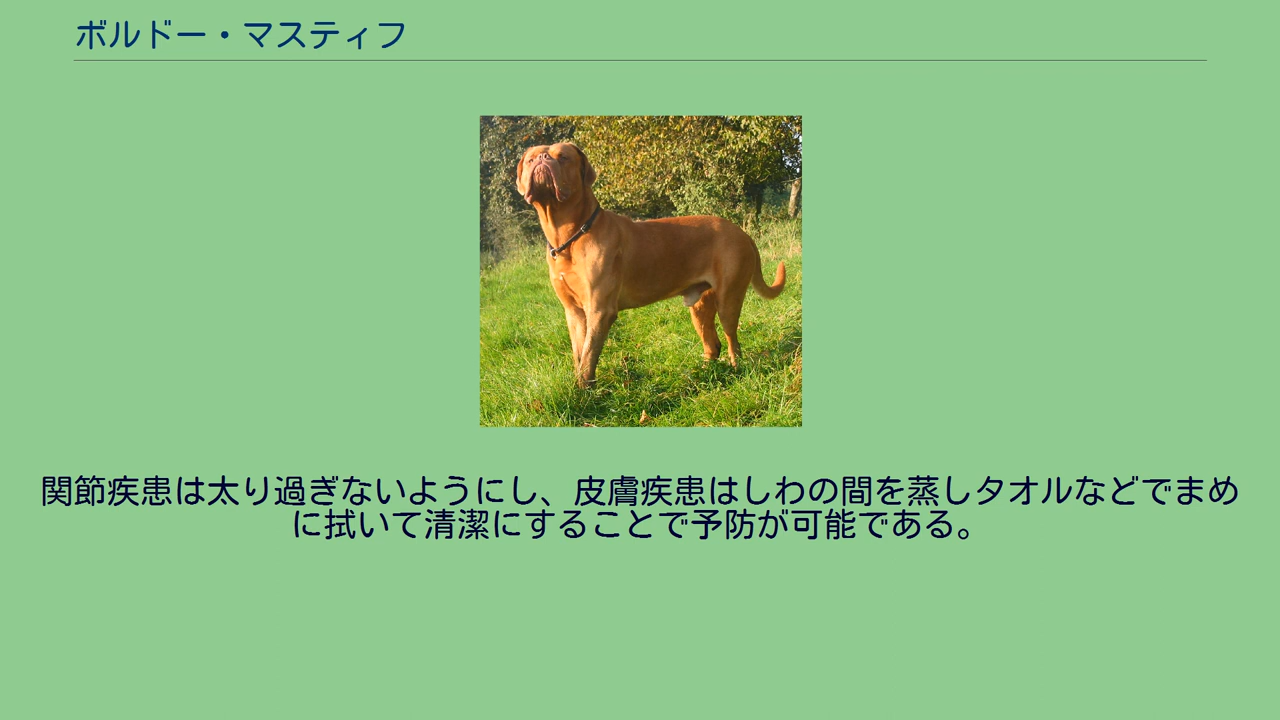 ボルドー・マスティフ
関節疾患は太り過ぎないようにし、皮膚疾患はしわの間を蒸しタオルなどでまめ
に拭いて清潔にすることで予防が可能である。